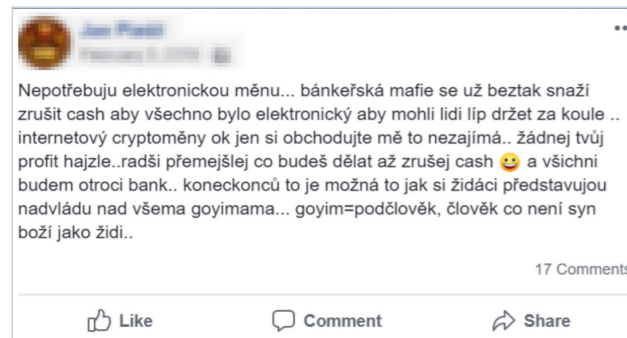 Nepotřebuju elektronickou měnu... bánkeřská mafie se už beztak snaží
zrušit cash aby všechno bylo elektronický aby mohli lidi líp držet za koule ..
internetový cryptoměny ok jen si obchodujte mě to nezajímá.. žádnej tvůj
profit hajzle..radši přemejšlej co budeš dělat až zrušej cash 😀 a všichni
budem otroci bank.. koneckonců to je možná to jak si židáci představujou
nadvládu nad všema goyimama... goyim=podčlověk, člověk co není syn
boží jako židi..
17 Comments
Like Comment Share